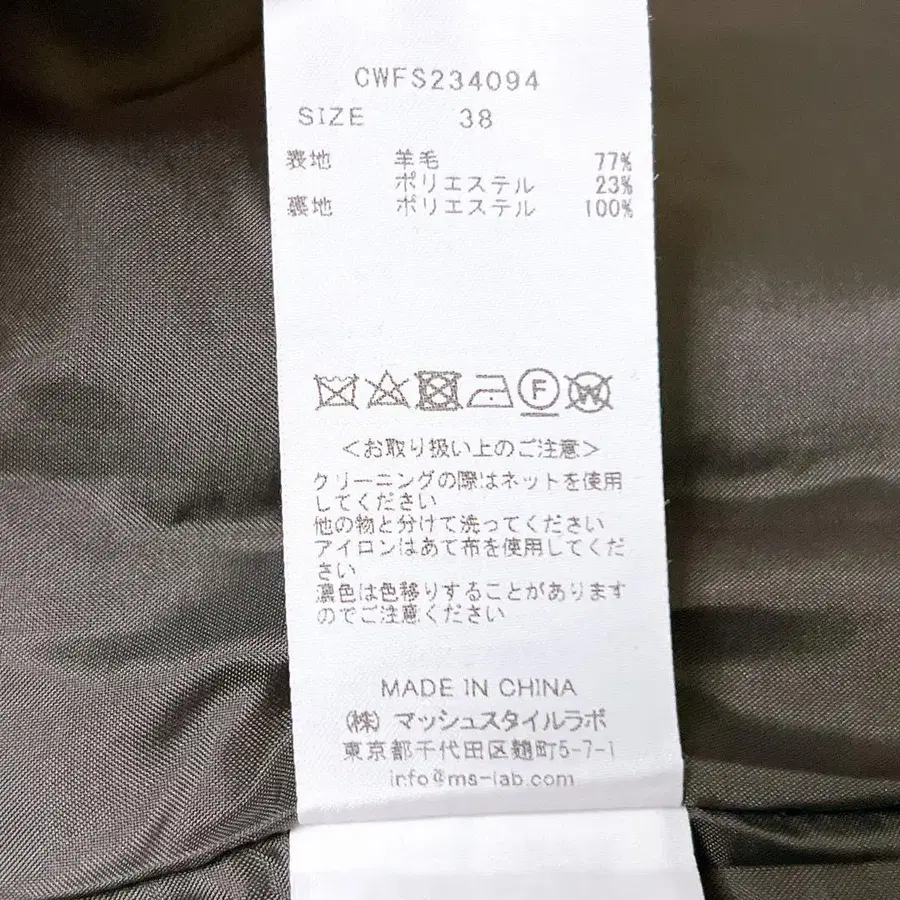 CWFS234094
SIZE 38
表地 羊毛 77%
ポリエステル 23%
裏地 ポリエステル 100%
F W
<お取り扱い上のご注意>
クリーニングの際はネットを使用
してください
他の物と分けて洗ってください
アイロンはあて布を使用してくだ
さい
濃色は色移りすることがあります
のでご注意ください
MADE IN CHINA
(株) マッシュスタイルラボ
東京都千代田区麹町5-7-1
info@ms-lab.com